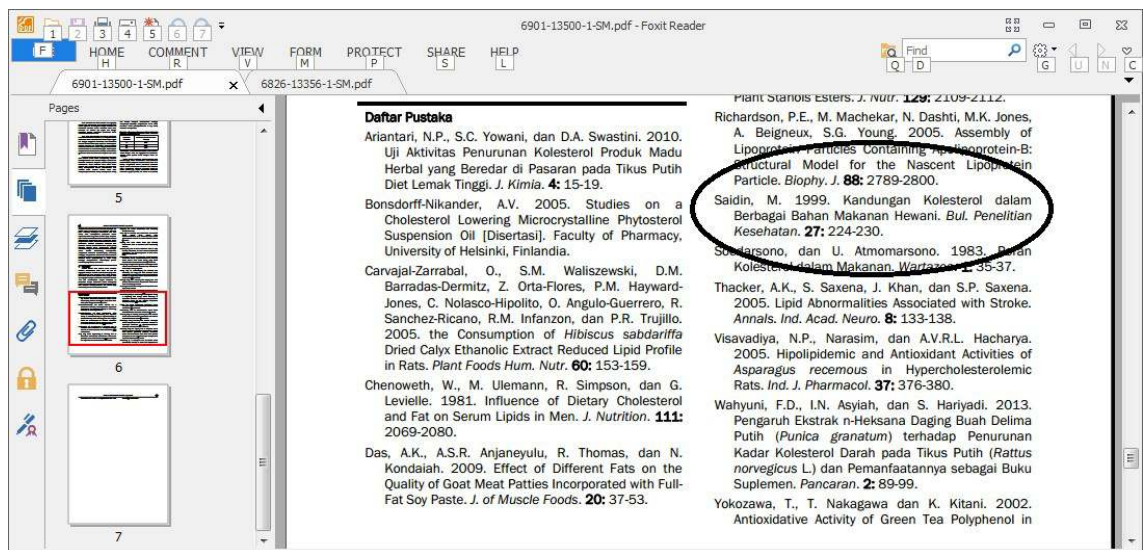 6901-13500-1-SM.pdf - Foxit Reader
1 2 3 4 5 6 7
F HOME COMMENT VIEW FORM PROTECT SHARE HELP
H R V M P S L
Find
Q D G U N C
6901-13500-1-SM.pdf x 6826-13356-1-SM.pdf
Pages
5
6
7
Daftar Pustaka
Ariantari, N.P., S.C. Yowani, dan D.A. Swastini. 2010.
Uji Aktivitas Penurunan Kolesterol Produk Madu
Herbal yang Beredar di Pasaran pada Tikus Putih
Diet Lemak Tinggi. J. Kimia. 4: 15-19.
Bonsdorff-Nikander, A.V. 2005. Studies on a
Cholesterol Lowering Microcrystalline Phytosterol
Suspension Oil [Disertasi]. Faculty of Pharmacy,
University of Helsinki, Finlandia.
Carvajal-Zarrabal, O., S.M. Waliszewski, D.M.
Barradas-Dermitz, Z. Orta-Flores, P.M. Hayward-
Jones, C. Nolasco-Hipolito, O. Angulo-Guerrero, R.
Sanchez-Ricano, R.M. Infanzon, dan P.R. Trujillo.
2005. the Consumption of Hibiscus sabdariffa
Dried Calyx Ethanolic Extract Reduced Lipid Profile
in Rats. Plant Foods Hum. Nutr. 60: 153-159.
Chenoweth, W., M. Ulemann, R. Simpson, dan G.
Levielle. 1981. Influence of Dietary Cholesterol
and Fat on Serum Lipids in Men. J. Nutrition. 111:
2069-2080.
Das, A.K., A.S.R. Anjaneyulu, R. Thomas, dan N.
Kondaiah. 2009. Effect of Different Fats on the
Quality of Goat Meat Patties Incorporated with Full-
Fat Soy Paste. J. of Muscle Foods. 20: 37-53.
Plant Stanols Esters. J. Nutr. 129: 2109-2112.
Richardson, P.E., M. Machekar, N. Dashti, M.K. Jones,
A. Beigneux, S.G. Young. 2005. Assembly of
Lipoprotein Particles Containing Apolipoprotein-B:
Structural Model for the Nascent Lipoprotein
Particle. Biophy. J. 88: 2789-2800.
Saidin, M. 1999. Kandungan Kolesterol dalam
Berbagai Bahan Makanan Hewani. Bul. Penelitian
Kesehatan. 27: 224-230.
Soedarsono, dan U. Atmomarsono. 1983. Peran
Kolesterol dalam Makanan. Wartazoa. 1: 35-37.
Thacker, A.K., S. Saxena, J. Khan, dan S.P. Saxena.
2005. Lipid Abnormalities Associated with Stroke.
Annals. Ind. Acad. Neuro. 8: 133-138.
Visavadiya, N.P., Narasim, dan A.V.R.L. Hacharya.
2005. Hipolipidemic and Antioxidant Activities of
Asparagus recemous in Hypercholesterolemic
Rats. Ind. J. Pharmacol. 37: 376-380.
Wahyuni, F.D., I.N. Asyiah, dan S. Hariyadi. 2013.
Pengaruh Ekstrak n-Heksana Daging Buah Delima
Putih (Punica granatum) terhadap Penurunan
Kadar Kolesterol Darah pada Tikus Putih (Rattus
norvegicus L.) dan Pemanfaatannya sebagai Buku
Suplemen. Pancaran. 2: 89-99.
Yokozawa, T., T. Nakagawa dan K. Kitani. 2002.
Antioxidative Activity of Green Tea Polyphenol in